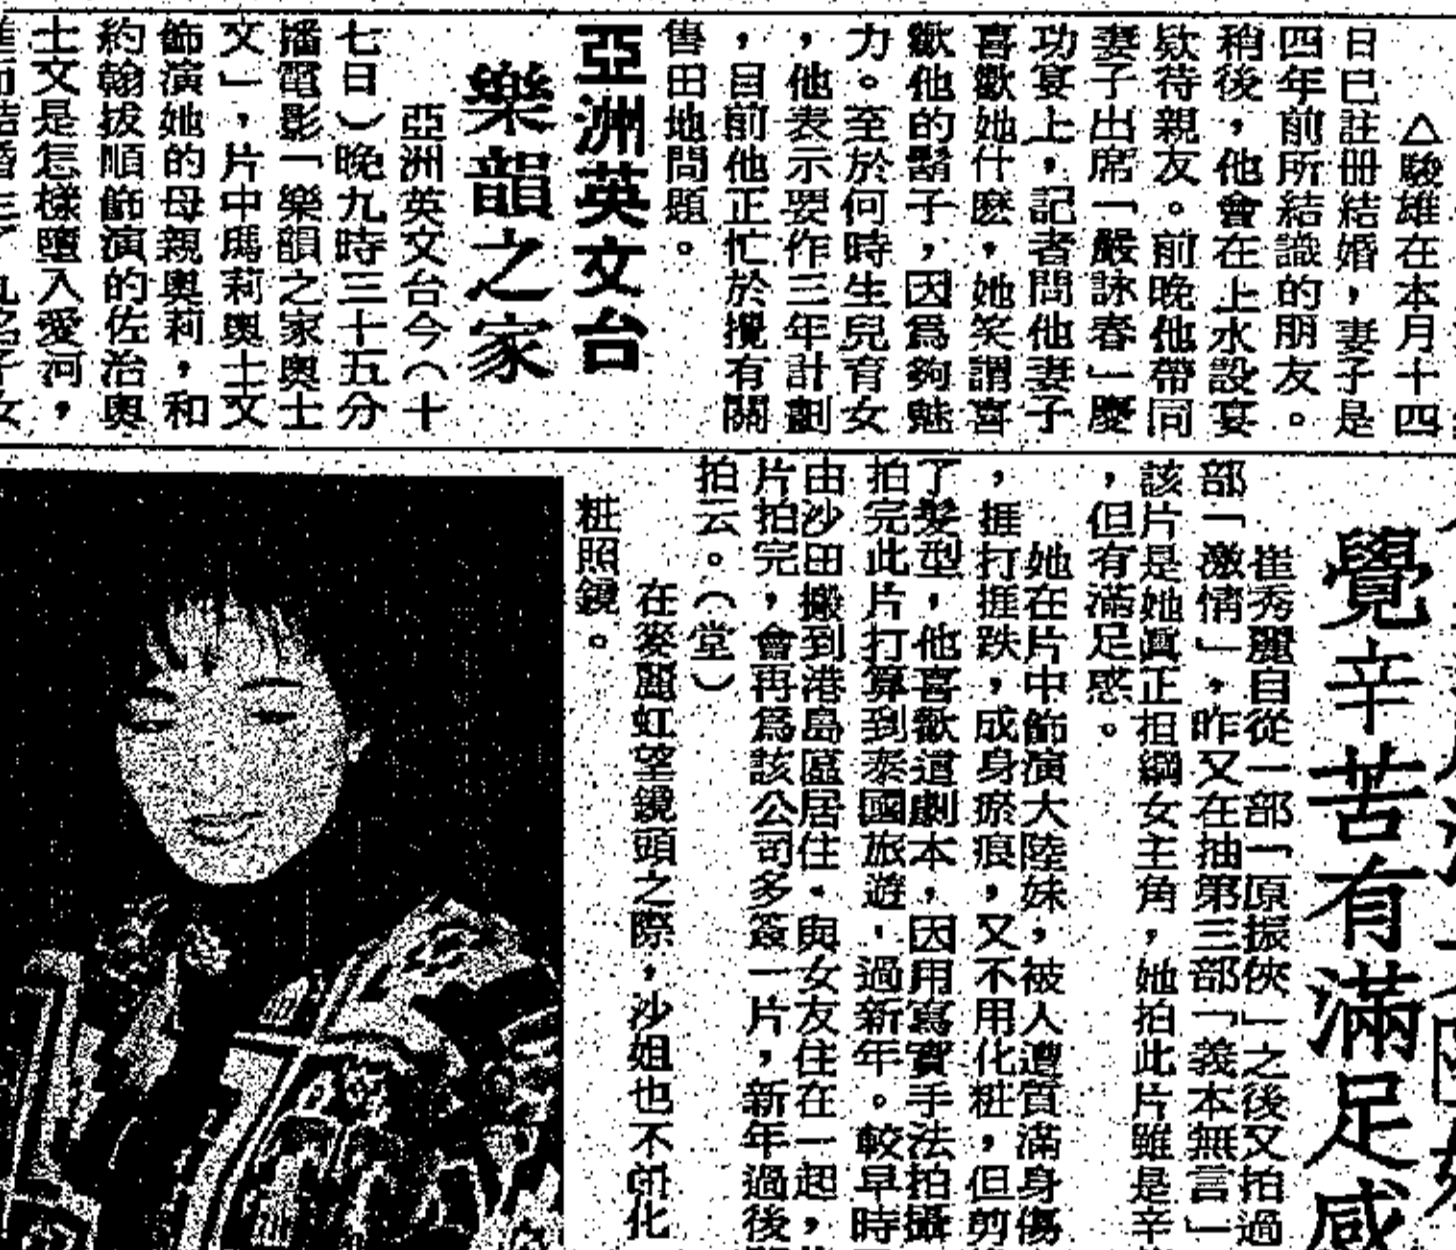 △駿雄在本月十四
日巳註册結婚，妻子是
四年前所結識的朋友。
稍後，他會在上水設宴
欵待親友。前晚他帶同
妻子出席「嚴詠春」慶
功宴上，記者問他妻子
喜歡她什麽，她笑謂喜
歡他的鬍子，因爲夠魅
力。至於何時生兒育女
，他表示要作三年計劃
，目前他正忙於攪有關
售田地問題。
亞洲英文台
樂韻之家
亞洲英文台今（十
七日）晚九時三十五分
播電影「樂韻之家奧士
文」，片中瑪莉奧士文
飾演她的母親奧莉，和
約翰拔順飾演的佐治奧
士文是怎樣墮入愛河，
覺辛苦有滿足感
崔秀麗自從一部「原振俠」之後又拍過
部「激情」，昨又在抽第三部「義本無言」
該片是她眞正担綱女主角，她拍此片雖是辛
，但有滿足惑。
她在片中飾演大陸妹，被人遭質滿身傷
，捱打捱跌，成身瘀痕，又不用化粧，但剪
了髮型，他喜歡這劇本，因用寫實手法拍攝
拍完此片打算到泰國旅遊，過新年。較早時
由沙田搬到港島區居住。與女友住在一起，
片拍完，會再爲該公司多簽一片，新年過後
拍云。（堂）
在麥麗虹望鏡頭之際，沙姐也不忘化
粧照鏡。